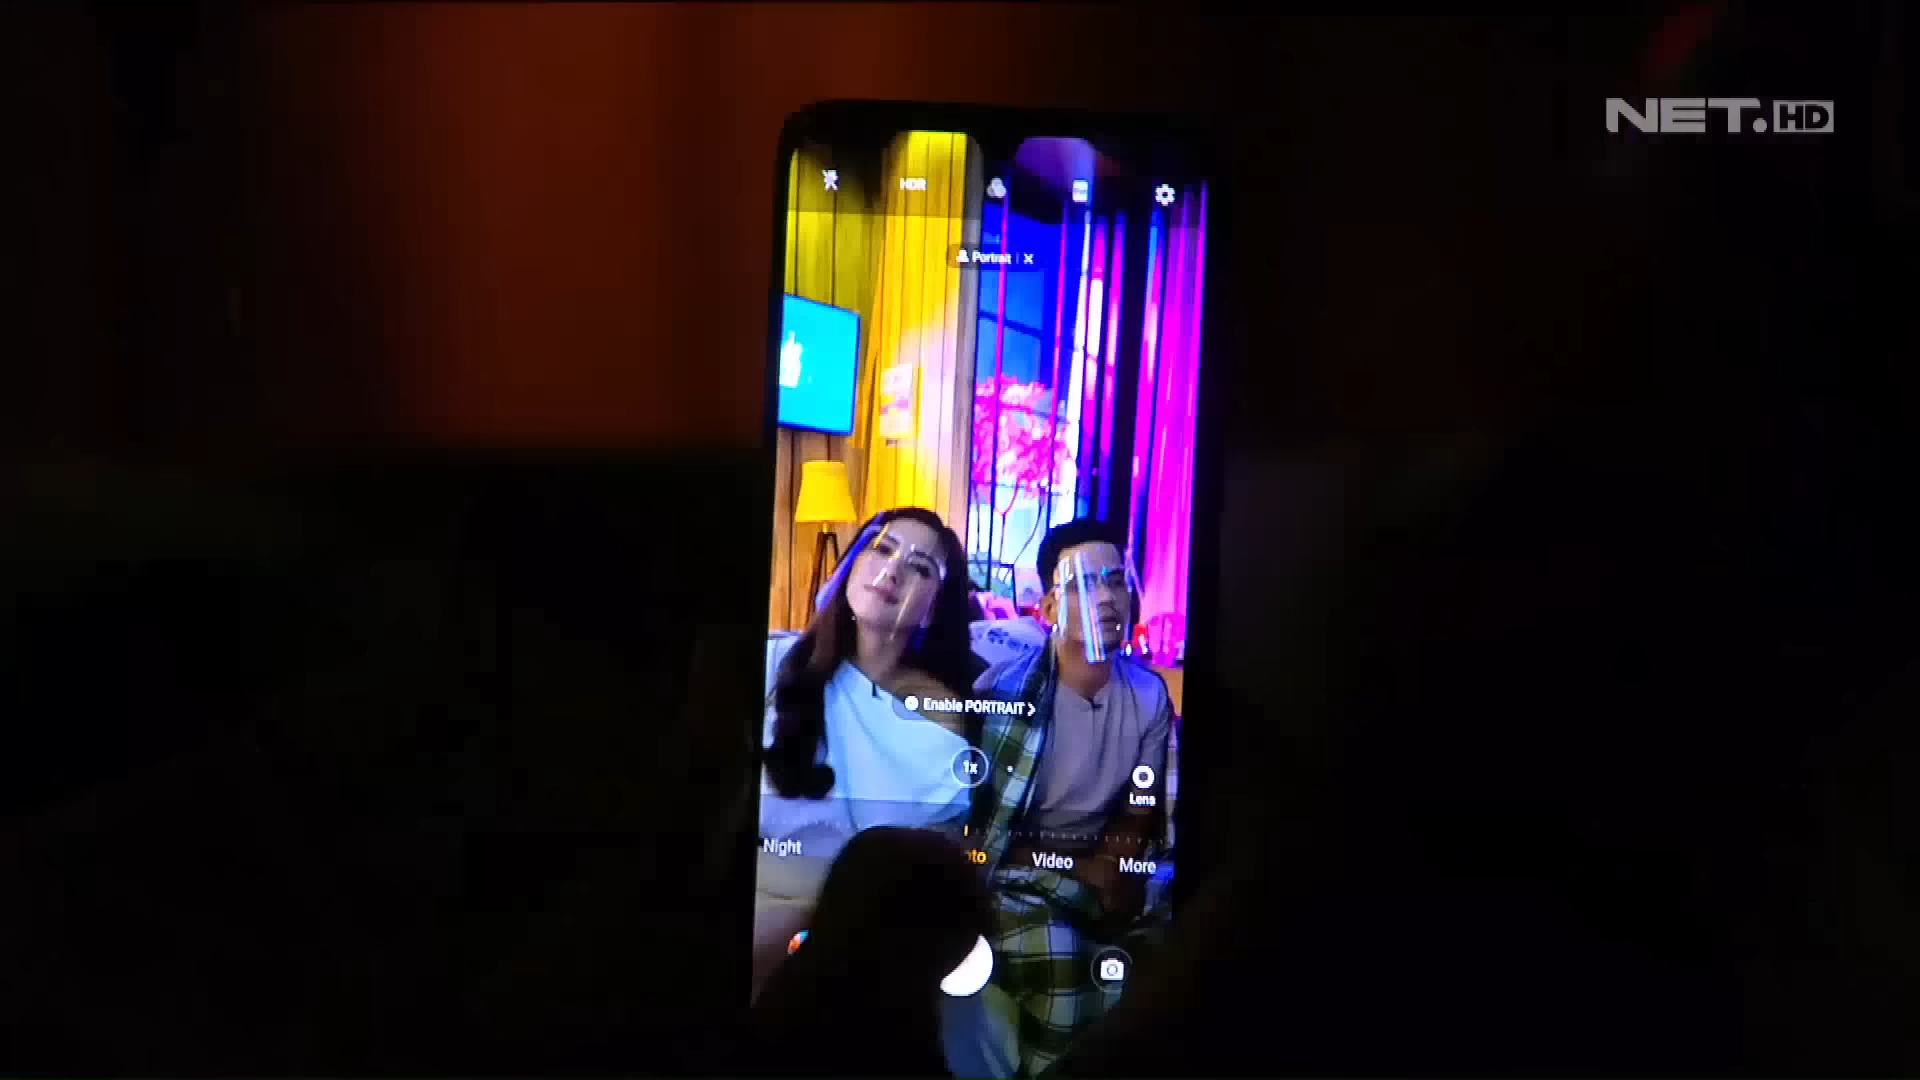 NET. HD
HDR
Portrait
Enable PORTRAIT
1x
Lens
Night
Video
More